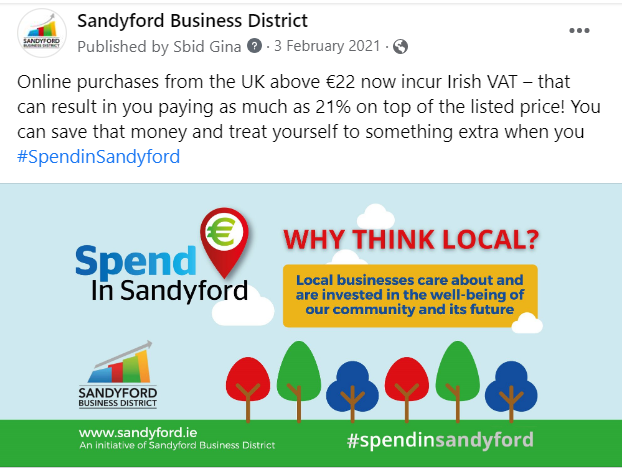 SANDYFORD
BUSINESS DISTRICT
Sandyford Business District
Published by Sbid Gina ? · 3 February 2021 ·
Online purchases from the UK above €22 now incur Irish VAT – that
can result in you paying as much as 21% on top of the listed price! You
can save that money and treat yourself to something extra when you
#SpendinSandyford
€
Spend
In Sandyford
WHY THINK LOCAL?
Local businesses care about and
are invested in the well-being of
our community and its future
SANDYFORD
BUSINESS DISTRICT
www.sandyford.ie
An initiative of Sandyford Business District
#spendinsandyford